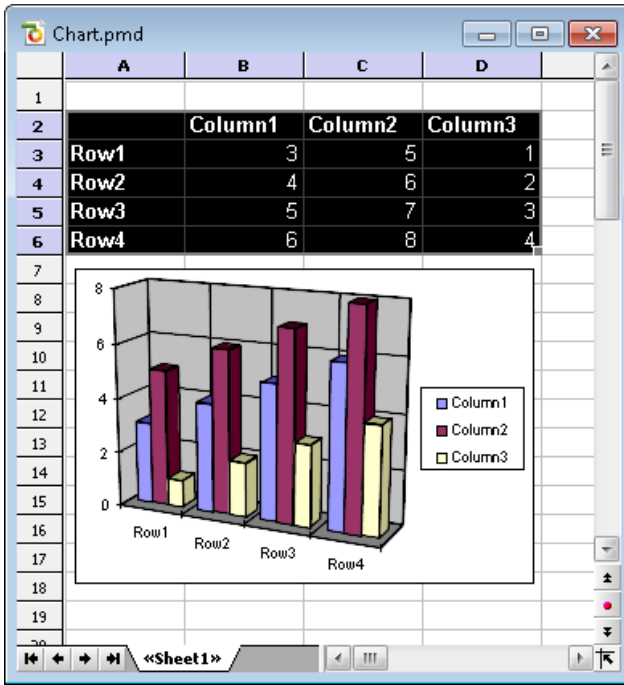 Chart.pmd
A B C D
1
2 Column1 Column2 Column3
3 Row1 3 5 1
4 Row2 4 6 2
5 Row3 5 7 3
6 Row4 6 8 4
7
8
9
10
11
12
13
14
15
16
17
18
19
8
6
4
2
0
Row1 Row2 Row3 Row4
Column1
Column2
Column3
«Sheet1»